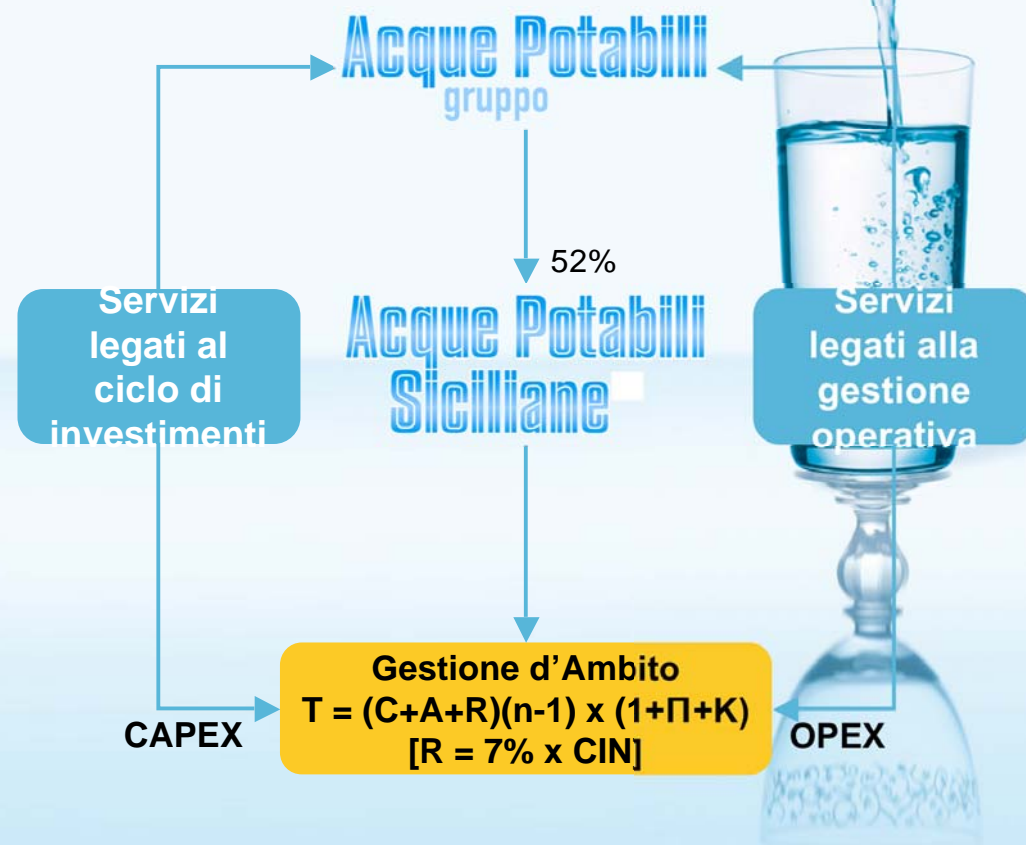 Acque Potabili
gruppo
52%
Servizi
legati al
ciclo di
investimenti
Acque Potabili
Siciliane
Servizi
legati alla
gestione
operativa
Gestione d’Ambito
T = (C+A+R)(n-1) x (1+Π+K)
[R = 7% x CIN]
CAPEX
OPEX